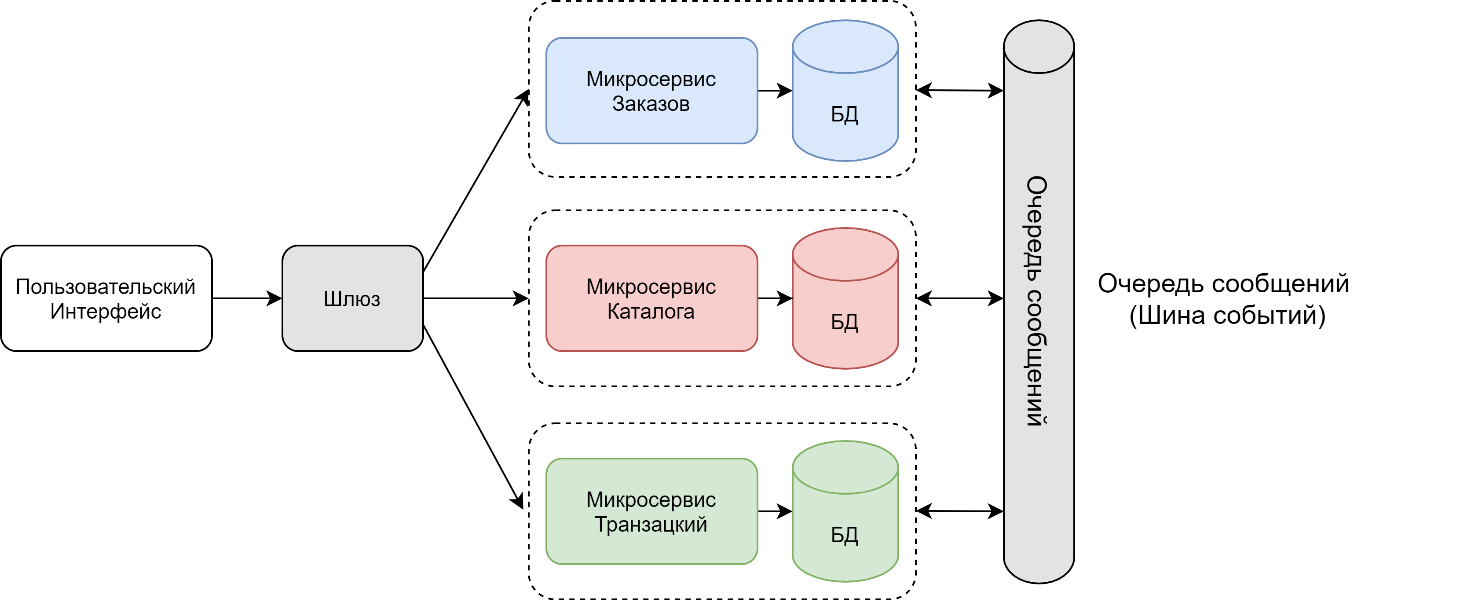 Пользовательский
Интерфейс
Шлюз
Микросервис
Заказов
БД
Микросервис
Каталога
БД
Микросервис
Транзацкий
БД
Очередь сообщений
Очередь сообщений
(Шина событий)